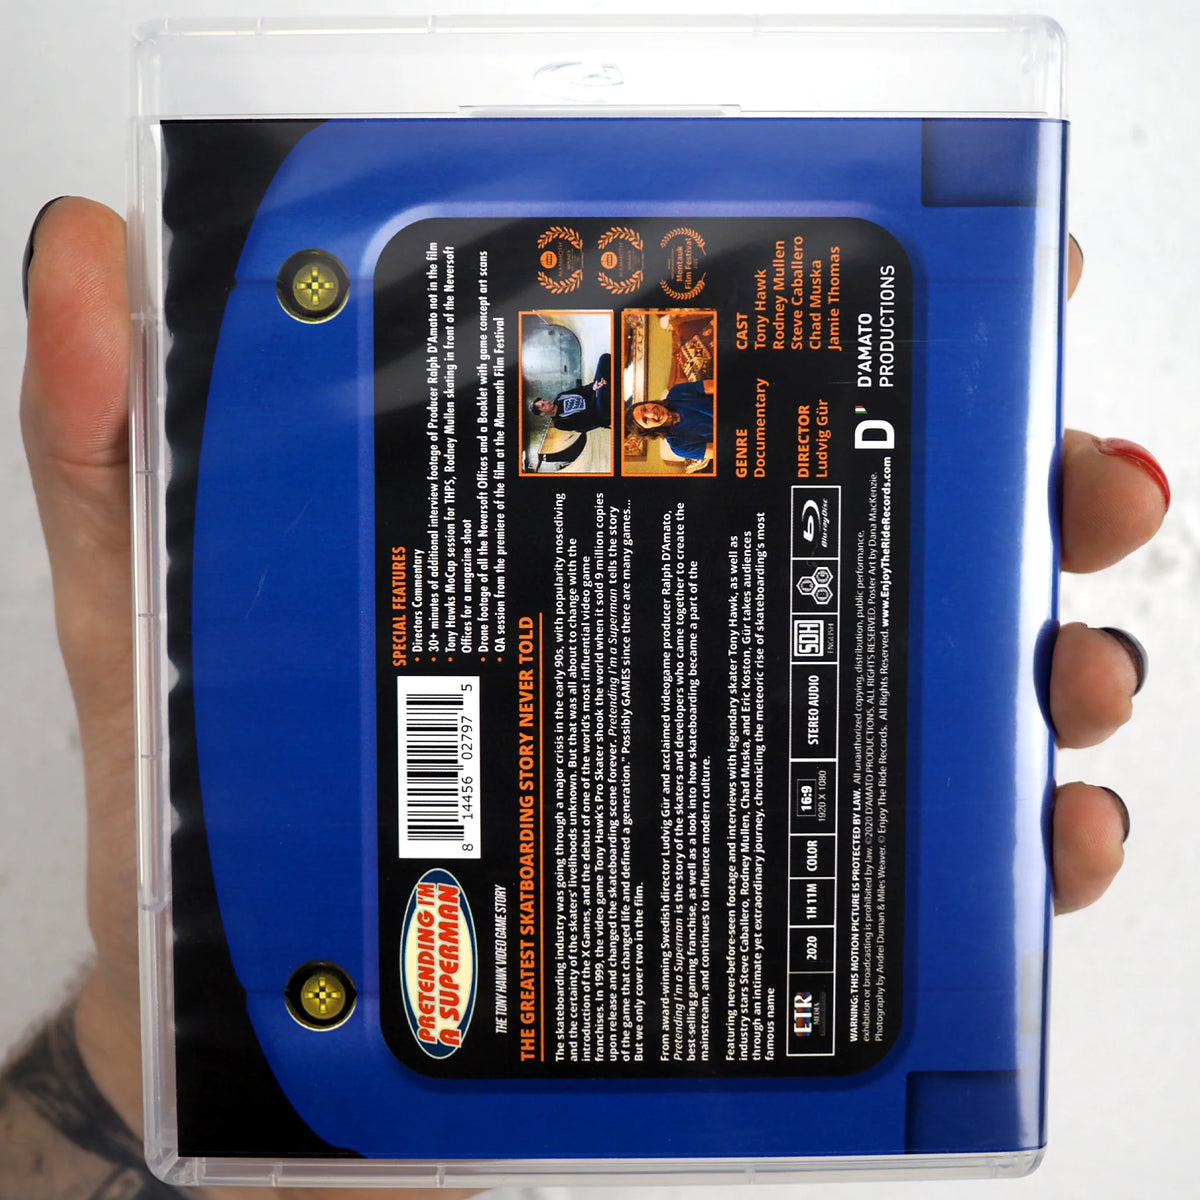 PRETENDING I'M
A SUPERMAN
THE TONY HAWK VIDEO GAME STORY
8 14456 02797 5
SPECIAL FEATURES
• Directors Commentary
• 30+ minutes of additional interview footage of Producer Ralph D'Amato not in the film
• Tony Hawks MoCap session for THPS, Rodney Mullen skating in front of the Neversoft
Offices for a magazine shoot
• Drone footage of all the Neversoft Offices and a Booklet with game concept art scans
• QA session from the premiere of the film at the Mammoth Film Festival
THE GREATEST SKATBOARDING STORY NEVER TOLD
The skateboarding industry was going through a major crisis in the early 90s, with popularity nosediving
and the certainty of the skaters' livelihoods unknown. But that was all about to change with the
introduction of the X Games, and the debut of one of the world's most influential video game
franchises. In 1999, the video game Tony Hawk's Pro Skater shook the world when it sold 9 million copies
upon release and changed the skateboarding scene forever. Pretending I'm a Superman tells the story
of the game that changed life and defined a generation." Possibly GAMES since there are many games..
But we only cover two in the film.
From award-winning Swedish director Ludvig Gür and acclaimed videogame producer Ralph D'Amato,
Pretending I'm a Superman is the story of the skaters and developers who came together to create the
best-selling gaming franchise, as well as a look into how skateboarding became a part of the
mainstream, and continues to influence modern culture.
Featuring never-before-seen footage and interviews with legendary skater Tony Hawk, as well as
industry stars Steve Caballero, Rodney Mullen, Chad Muska, and Eric Koston, Gür takes audiences
through an intimate yet extraordinary journey, chronicling the meteoric rise of skateboarding's most
famous name
MAMMOTH
MAMMOTH
Montauk
Film Festival
GENRE
Documentary
DIRECTOR
Ludvig Gür
CAST
Tony Hawk
Rodney Mullen
Steve Caballero
Chad Muska
Jamie Thomas
ETR
MEDIA
2020
1H 11M
COLOR
16:9
1920 X 1080
STEREO AUDIO
SDH
ENGLISH
Blu-ray Disc
WARNING: THIS MOTION PICTURE IS PROTECTED BY LAW. All unauthorized copying, distribution, public performance,
exhibition or broadcasting is prohibited by law. ©2020 D'AMATO PRODUCTIONS. ALL RIGHTS RESERVED. Poster Art by Dana MacKenzie.
Photography by Andrei Duman & Miles Weaver. © Enjoy The Ride Records. All Rights Reserved. www.EnjoyTheRideRecords.com
D
D'AMATO
PRODUCTIONS